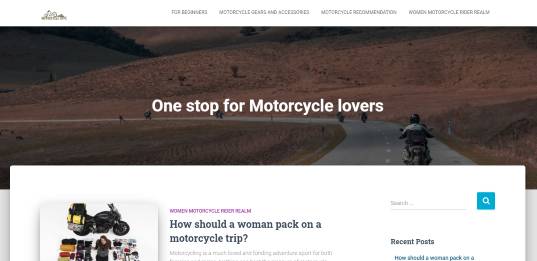 FOR BEGINNERS MOTORCYCLE GEARS AND ACCESSORIES MOTORCYCLE RECOMMENDATION WOMEN MOTORCYCLE RIDER REALM
One stop for Motorcycle lovers
Search …
WOMEN MOTORCYCLE RIDER REALM
How should a woman pack on a
motorcycle trip?
Motorcycling is a much loved and funding adventure sport for both
Recent Posts
How should a woman pack on a